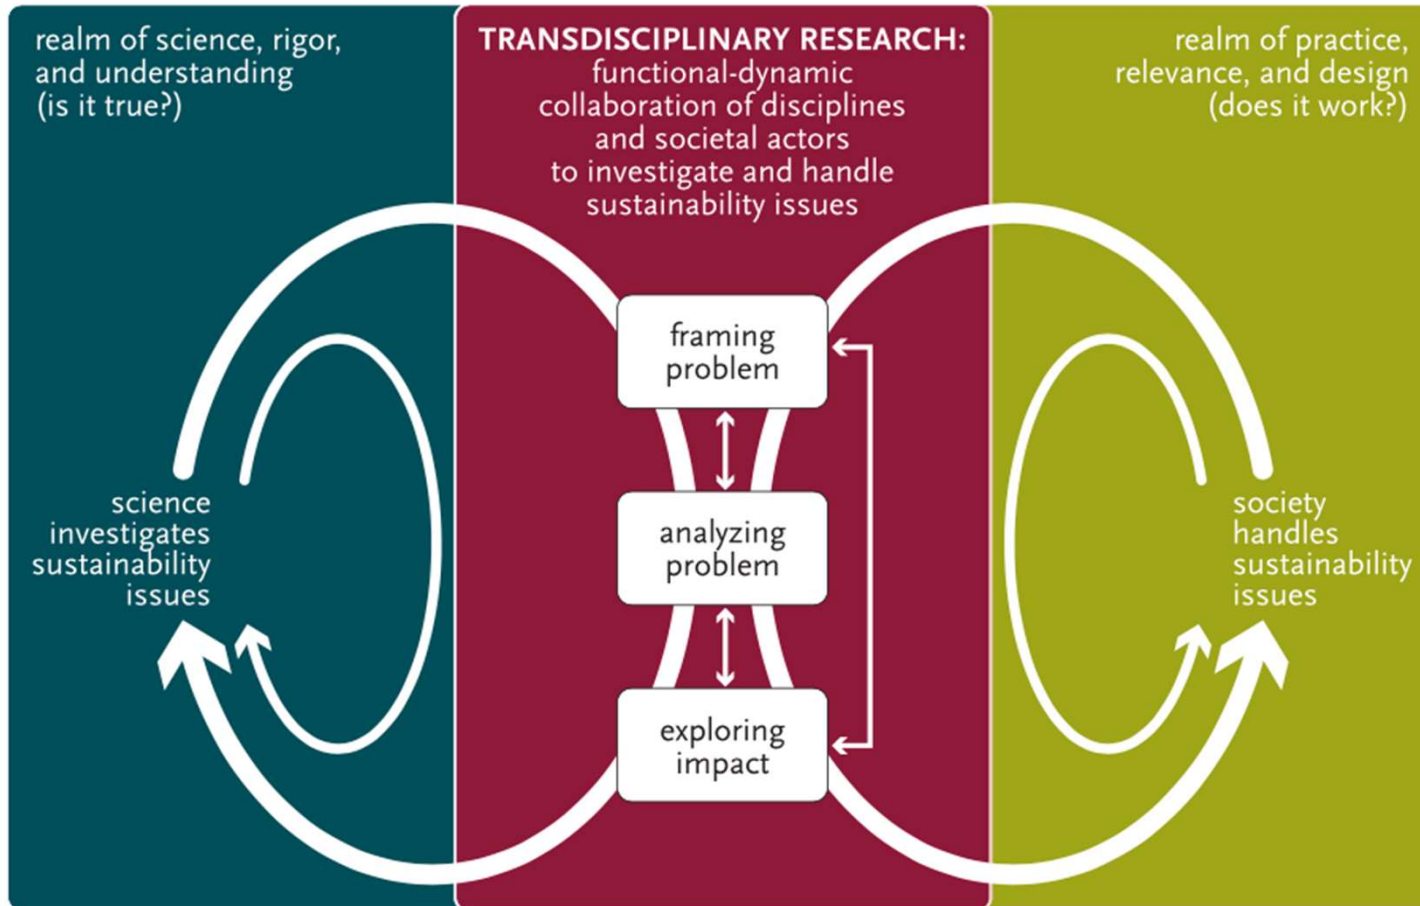 realm of science, rigor,
and understanding
(is it true?)
TRANSDISCIPLINARY RESEARCH:
functional-dynamic
collaboration of disciplines
and societal actors
to investigate and handle
sustainability issues
realm of practice,
relevance, and design
(does it work?)
framing
problem
analyzing
problem
exploring
impact
science
investigates
sustainability
issues
society
handles
sustainability
issues